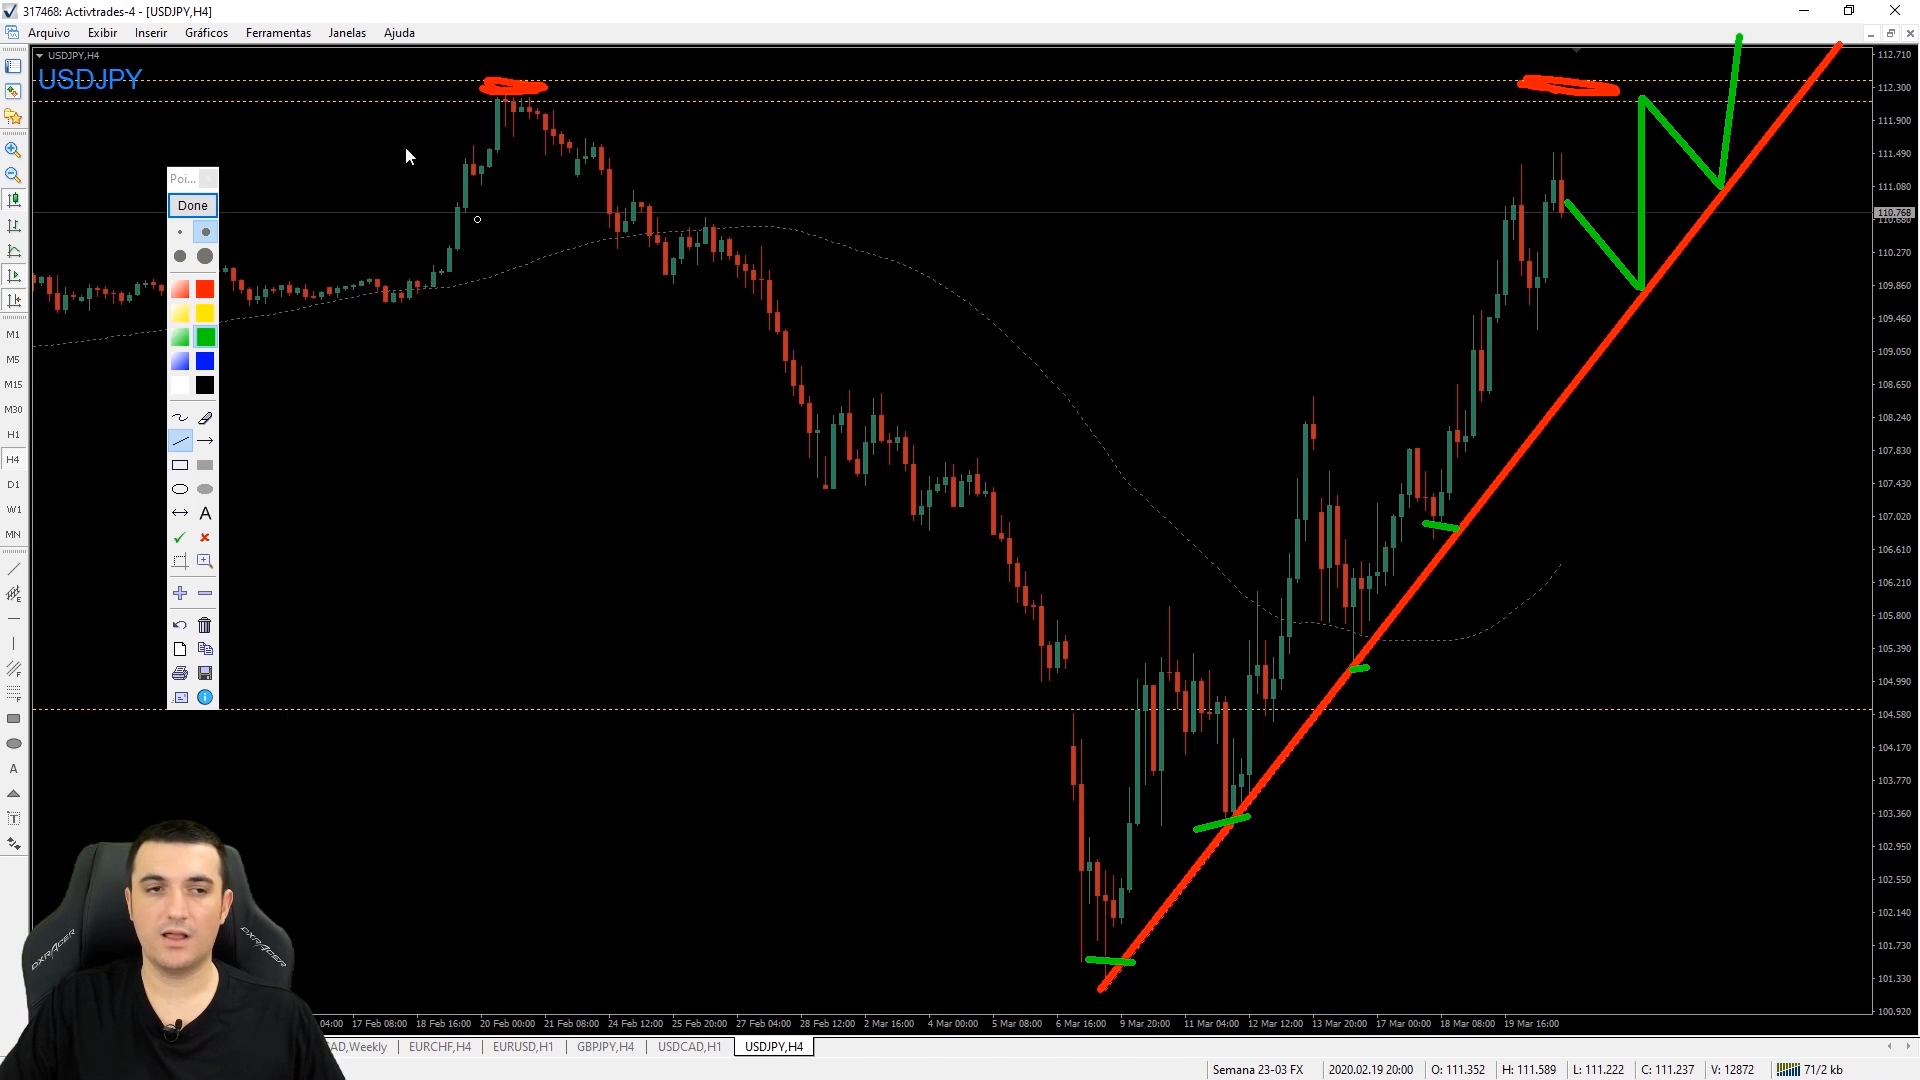 317468: Activtrades-4 - [USDJPY,H4]
Arquivo Exibir Inserir Gráficos Ferramentas Janelas Ajuda
USDJPY,H4
USDJPY
Poi...
Done
A
M1
M5
M15
M30
H1
H4
D1
W1
MN
A
T
112.710
112.300
111.900
111.490
111.080
110.768
110.270
109.860
109.460
109.050
108.650
108.240
107.830
107.430
107.020
106.610
106.210
105.800
105.390
104.990
104.580
104.170
103.770
103.360
102.950
102.550
102.140
101.730
101.330
100.920
DXRACER
DXRACER
04:00 17 Feb 08:00 18 Feb 16:00 20 Feb 00:00 21 Feb 08:00 24 Feb 12:00 25 Feb 20:00 27 Feb 04:00 28 Feb 12:00 2 Mar 16:00 4 Mar 00:00 5 Mar 08:00 6 Mar 16:00 9 Mar 20:00 11 Mar 04:00 12 Mar 12:00 13 Mar 20:00 17 Mar 00:00 18 Mar 08:00 19 Mar 16:00
AD,Weekly EURCHF,H4 EURUSD,H1 GBPJPY,H4 USDCAD,H1 USDJPY,H4
Semana 23-03 FX 2020.02.19 20:00 O: 111.352 H: 111.589 L: 111.222 C: 111.237 V: 12872 71/2 kb